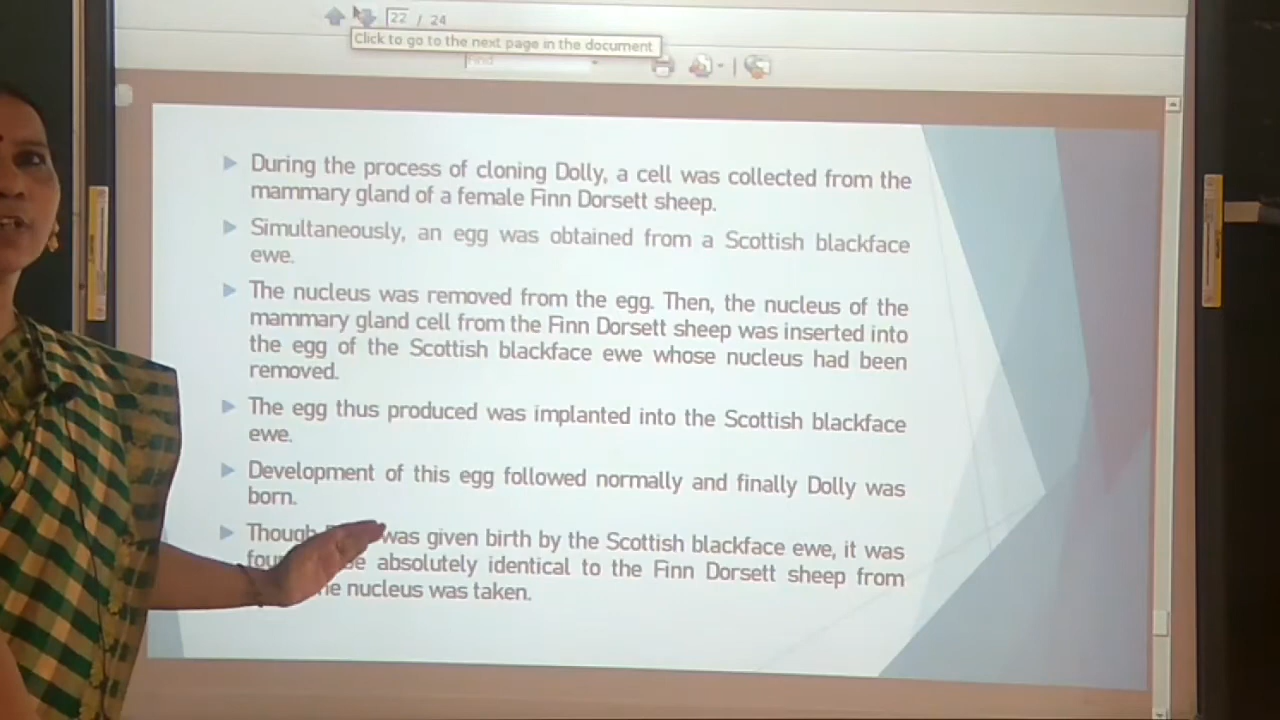 22 / 24
Click to go to the next page in the document
Find
During the process of cloning Dolly, a cell was collected from the
mammary gland of a female Finn Dorsett sheep.
Simultaneously, an egg was obtained from a Scottish blackface
ewe.
The nucleus was removed from the egg. Then, the nucleus of the
mammary gland cell from the Finn Dorsett sheep was inserted into
the egg of the Scottish blackface ewe whose nucleus had been
removed.
The egg thus produced was implanted into the Scottish blackface
ewe.
Development of this egg followed normally and finally Dolly was
born.
Though was given birth by the Scottish blackface ewe, it was
absolutely identical to the Finn Dorsett sheep from
nucleus was taken.